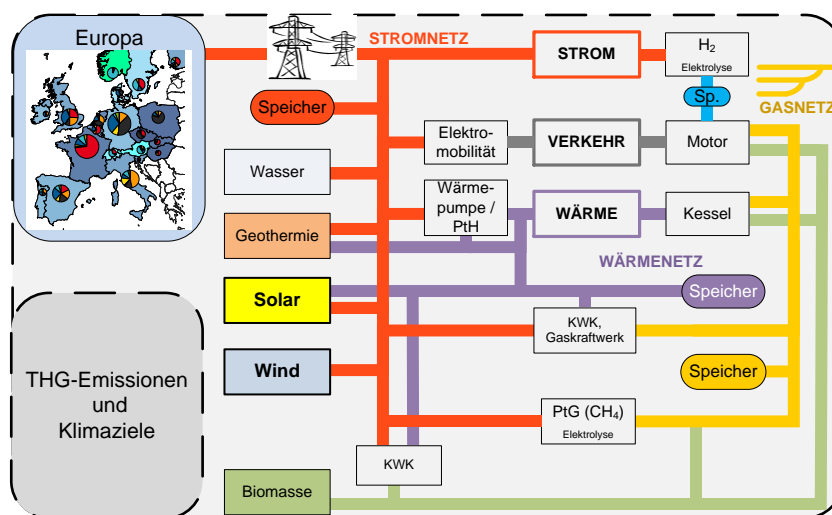 Europa
STROMNETZ
STROM
H₂
Elektrolyse
Sp.
GASNETZ
Speicher
Elektro-
mobilität
VERKEHR
Motor
Wasser
Wärme-
pumpe /
PtH
WÄRME
Kessel
Geothermie
WÄRMENETZ
Solar
Speicher
KWK,
Gaskraftwerk
Wind
Speicher
THG-Emissionen
und
Klimaziele
PtG (CH₄)
Elektrolyse
KWK
Biomasse